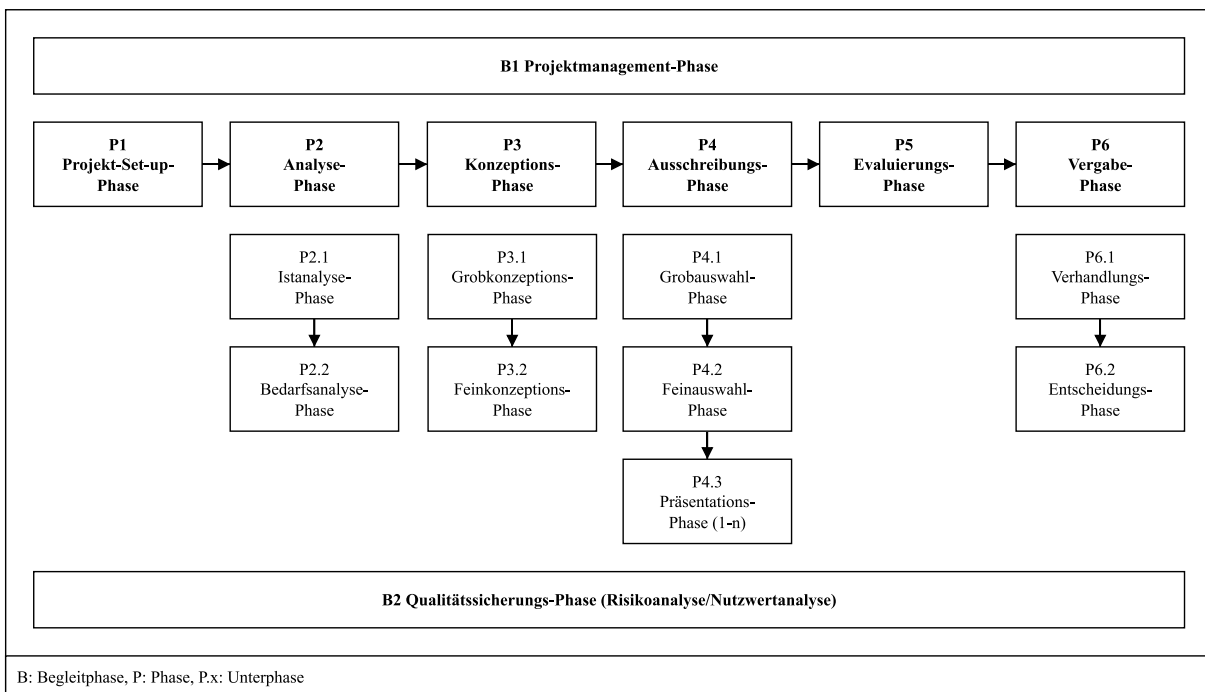 B1 Projektmanagement-Phase
P1
Projekt-Set-up-
Phase
P2
Analyse-
Phase
P3
Konzeptions-
Phase
P4
Ausschreibungs-
Phase
P5
Evaluierungs-
Phase
P6
Vergabe-
Phase
P2.1
Istanalyse-
Phase
P2.2
Bedarfsanalyse-
Phase
P3.1
Grobkonzeptions-
Phase
P3.2
Feinkonzeptions-
Phase
P4.1
Grobauswahl-
Phase
P4.2
Feinauswahl-
Phase
P4.3
Präsentations-
Phase (1-n)
P6.1
Verhandlungs-
Phase
P6.2
Entscheidungs-
Phase
B2 Qualitätssicherungs-Phase (Risikoanalyse/Nutzwertanalyse)
B: Begleitphase, P: Phase, P.x: Unterphase